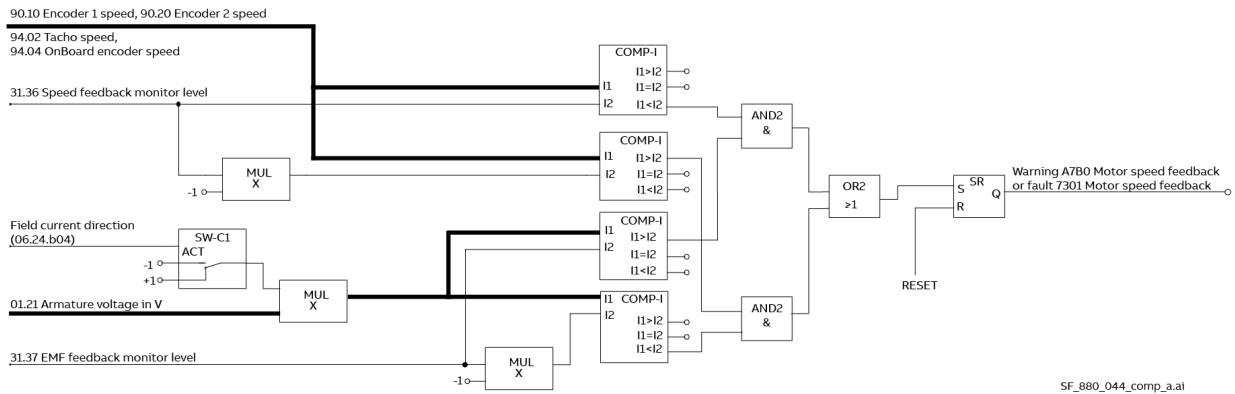 90.10 Encoder 1 speed, 90.20 Encoder 2 speed
94.02 Tacho speed,
94.04 OnBoard encoder speed
31.36 Speed feedback monitor level
COMP-I
I1>I2
I1 I1=I2
I2 I1<I2
AND2
&
COMP-I
I1 I1>I2
I2 I1=I2
I1<I2
MUL
X
-1
OR2
≥1
S SR Q
R
Warning A7B0 Motor speed feedback
or fault 7301 Motor speed feedback
RESET
Field current direction
(06.24.b04)
SW-C1
ACT
-1
+1
COMP-I
I1 I1>I2
I2 I1=I2
I1<I2
01.21 Armature voltage in V
MUL
X
I1 COMP-I
I2 I1>I2
I1=I2
I1<I2
AND2
&
31.37 EMF feedback monitor level
MUL
X
-1
SF_880_044_comp_a.ai